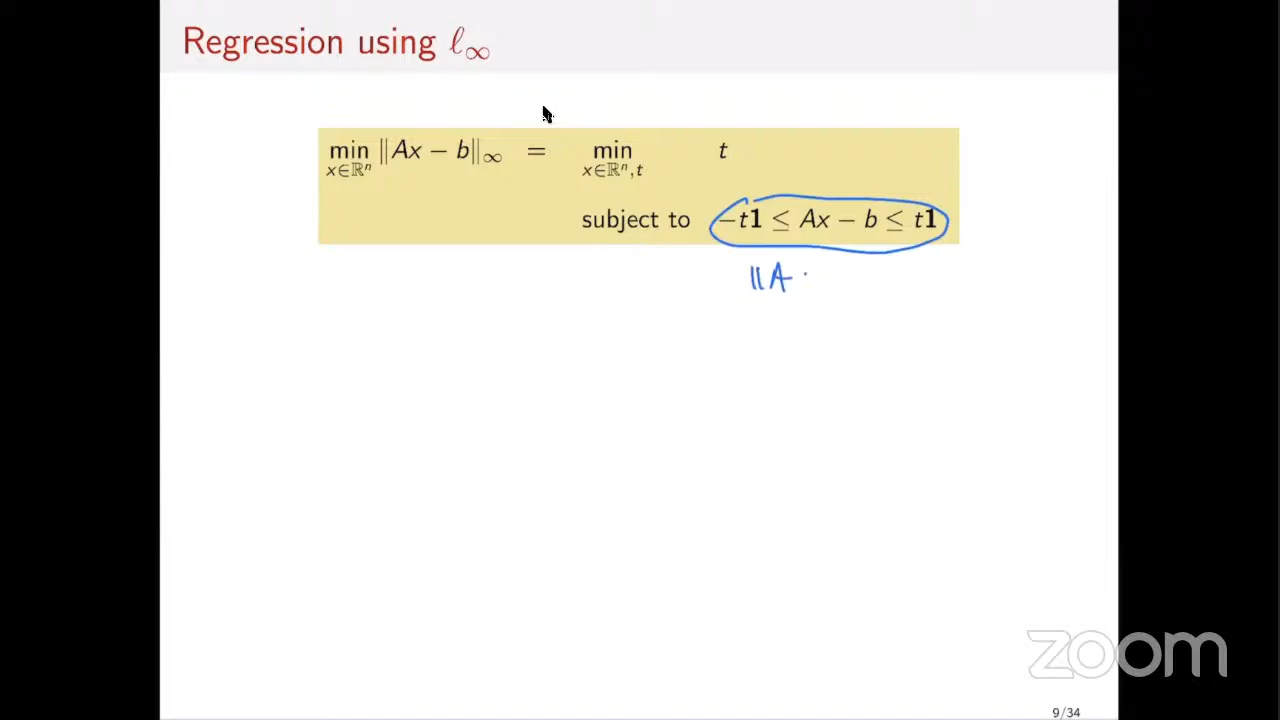 Regression using ℓ∞
min ‖Ax − b‖∞ = min t
x∈ℝⁿ x∈ℝⁿ,t
subject to −t1 ≤ Ax − b ≤ t1
‖A
zoom
9/34